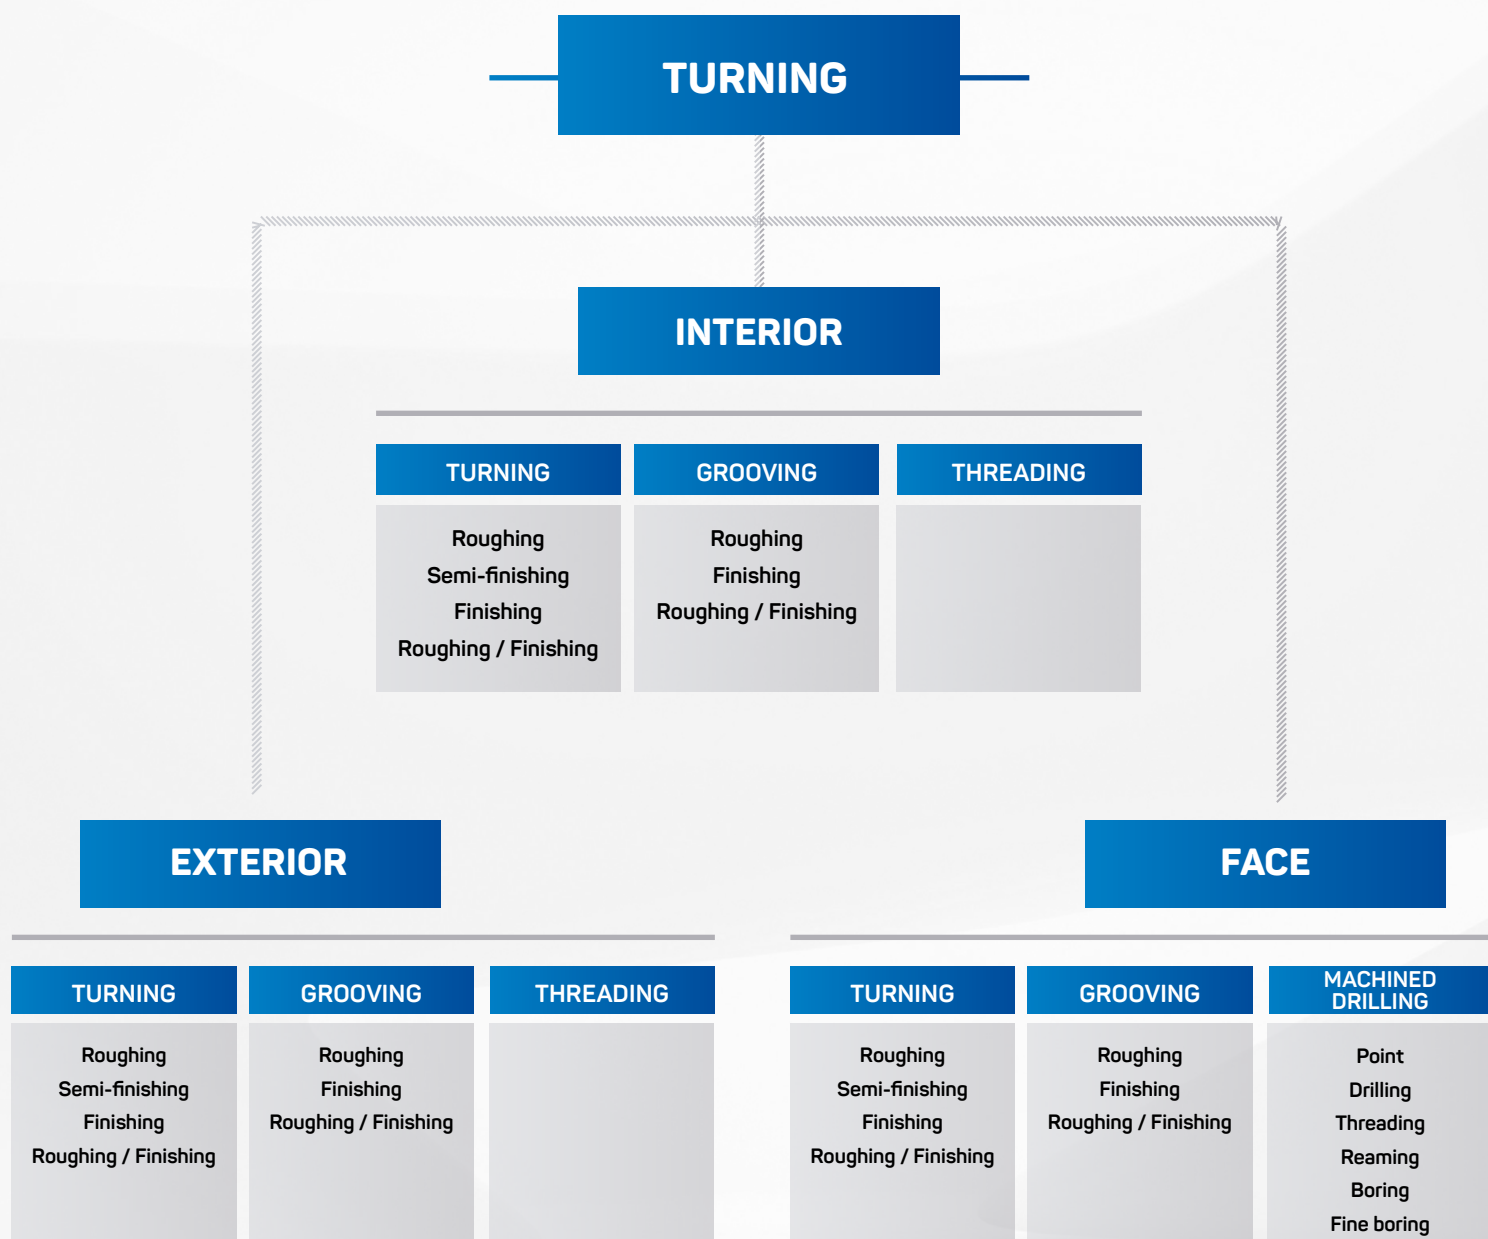 TURNING
INTERIOR
TURNING
Roughing
Semi-finishing
Finishing
Roughing / Finishing
GROOVING
Roughing
Finishing
Roughing / Finishing
THREADING
EXTERIOR
TURNING
Roughing
Semi-finishing
Finishing
Roughing / Finishing
GROOVING
Roughing
Finishing
Roughing / Finishing
THREADING
FACE
TURNING
Roughing
Semi-finishing
Finishing
Roughing / Finishing
GROOVING
Roughing
Finishing
Roughing / Finishing
MACHINED
DRILLING
Point
Drilling
Threading
Reaming
Boring
Fine boring